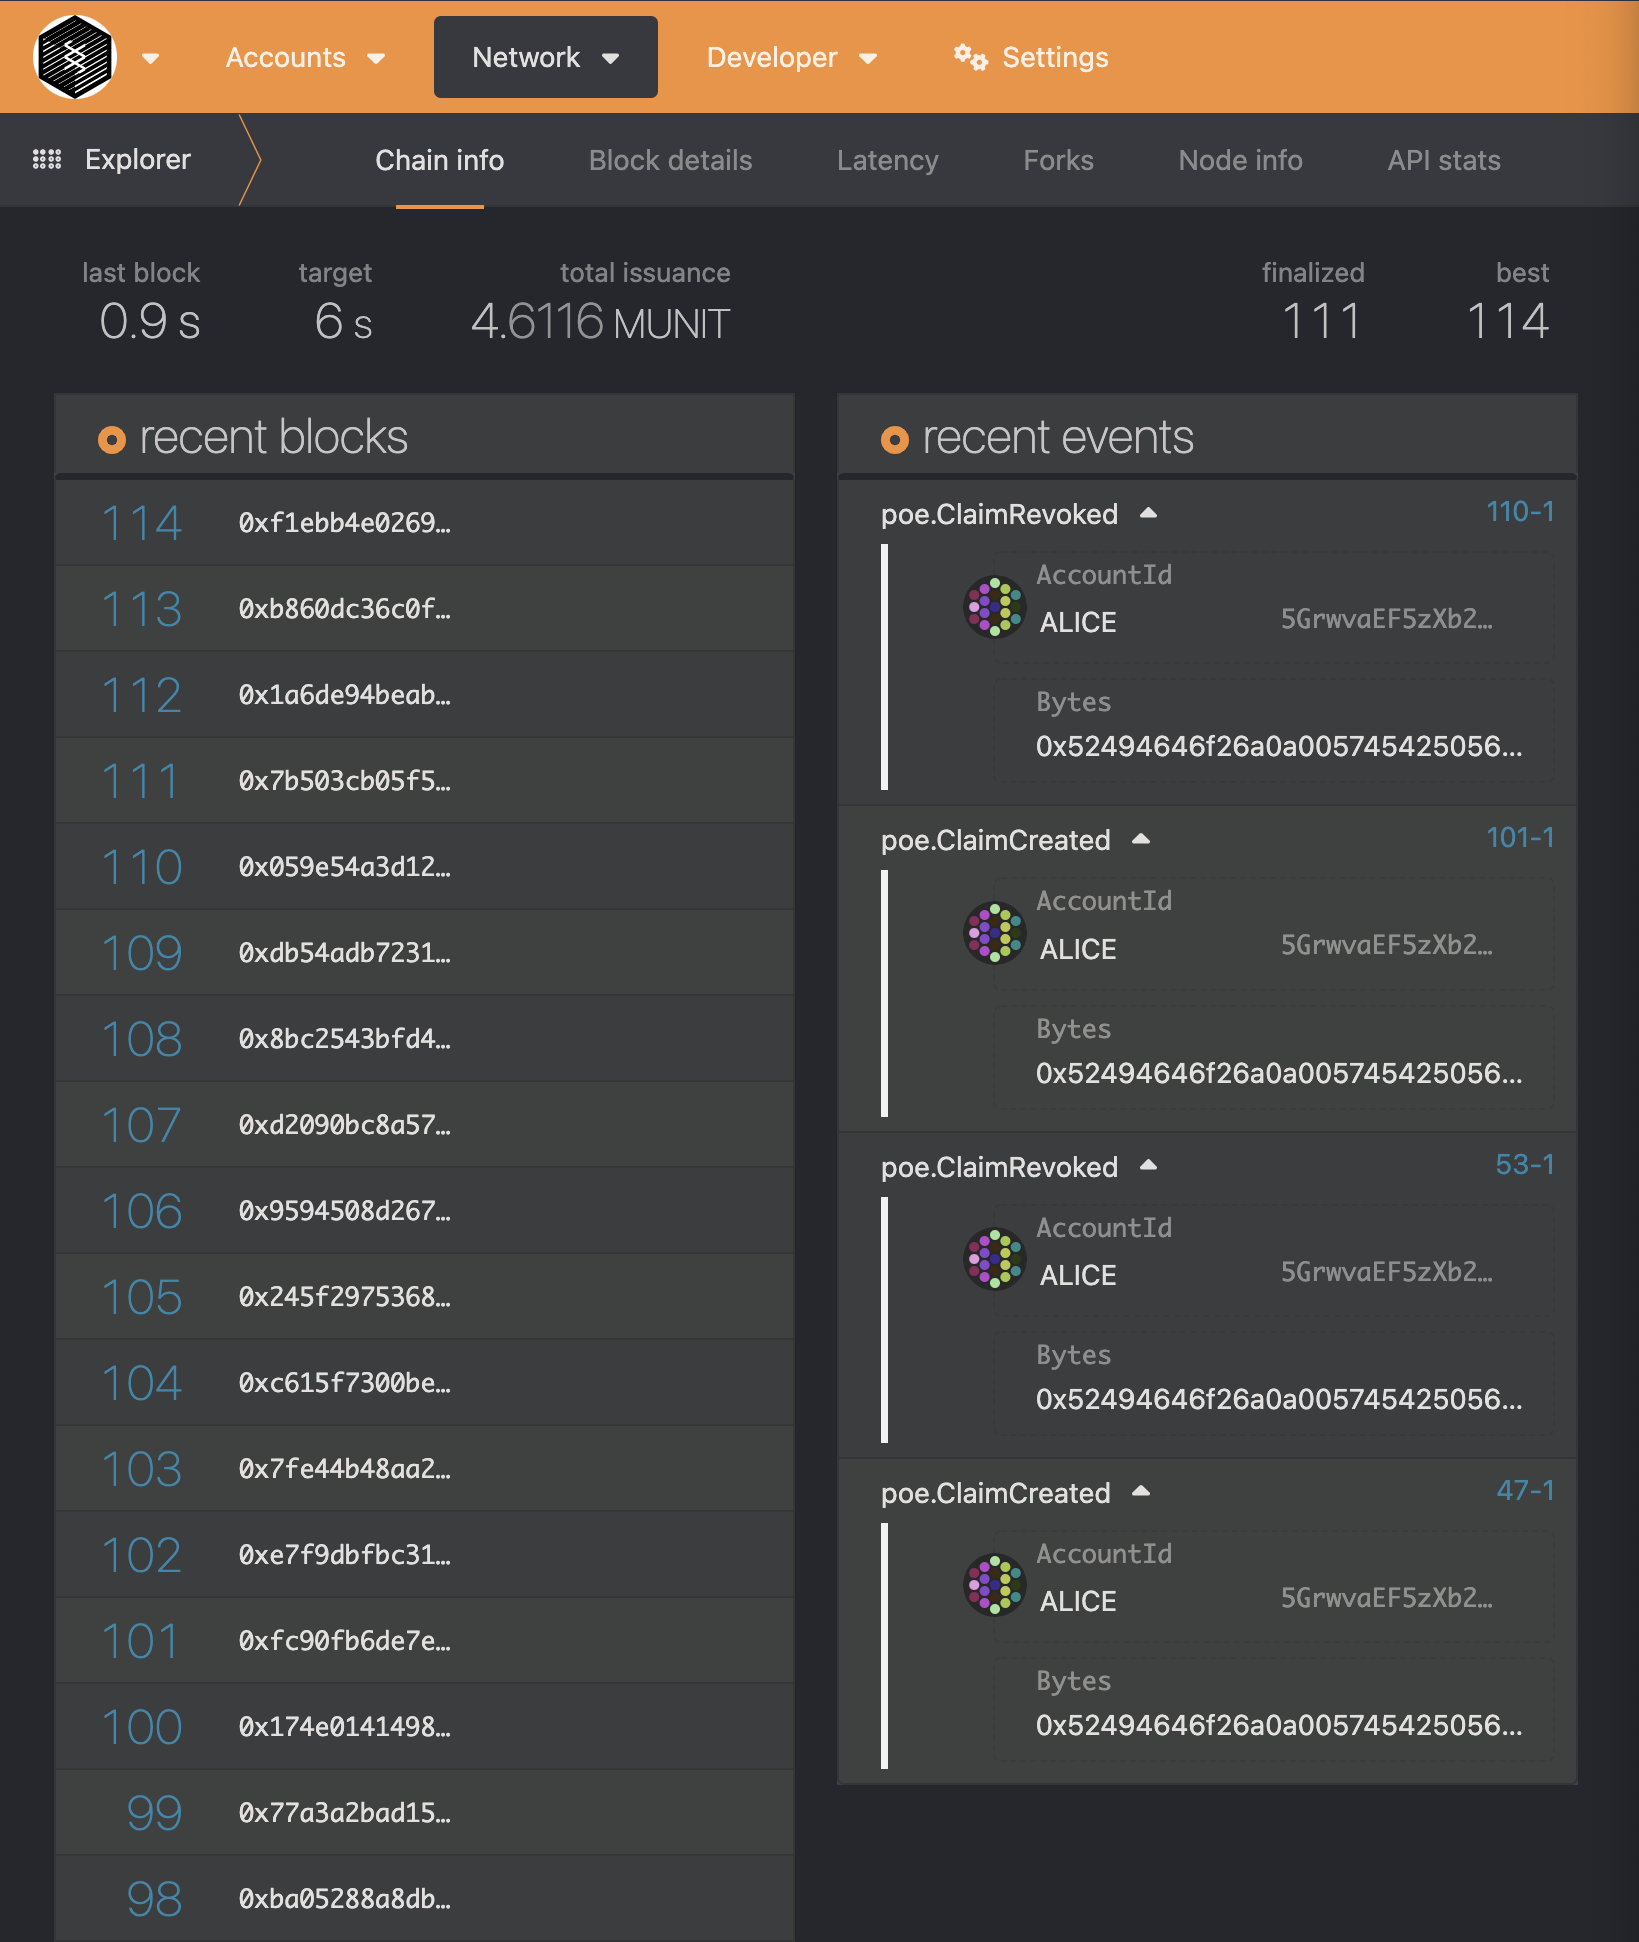 Accounts Network Developer Settings
Explorer Chain info Block details Latency Forks Node info API stats
last block target total issuance finalized best
0.9 s 6 s 4.6116 MUNIT 111 114
recent blocks
114 0xf1ebb4e0269…
113 0xb860dc36c0f…
112 0x1a6de94beab…
111 0x7b503cb05f5…
110 0x059e54a3d12…
109 0xdb54adb7231…
108 0x8bc2543bfd4…
107 0xd2090bc8a57…
106 0x9594508d267…
105 0x245f2975368…
104 0xc615f7300be…
103 0x7fe44b48aa2…
102 0xe7f9dbfbc31…
101 0xfc90fb6de7e…
100 0x174e0141498…
99 0x77a3a2bad15…
98 0xba05288a8db…
recent events
poe.ClaimRevoked 110-1
AccountId
ALICE 5GrwvaEF5zXb2…
Bytes
0x52494646f26a0a005745425056…
poe.ClaimCreated 101-1
AccountId
ALICE 5GrwvaEF5zXb2…
Bytes
0x52494646f26a0a005745425056…
poe.ClaimRevoked 53-1
AccountId
ALICE 5GrwvaEF5zXb2…
Bytes
0x52494646f26a0a005745425056…
poe.ClaimCreated 47-1
AccountId
ALICE 5GrwvaEF5zXb2…
Bytes
0x52494646f26a0a005745425056…